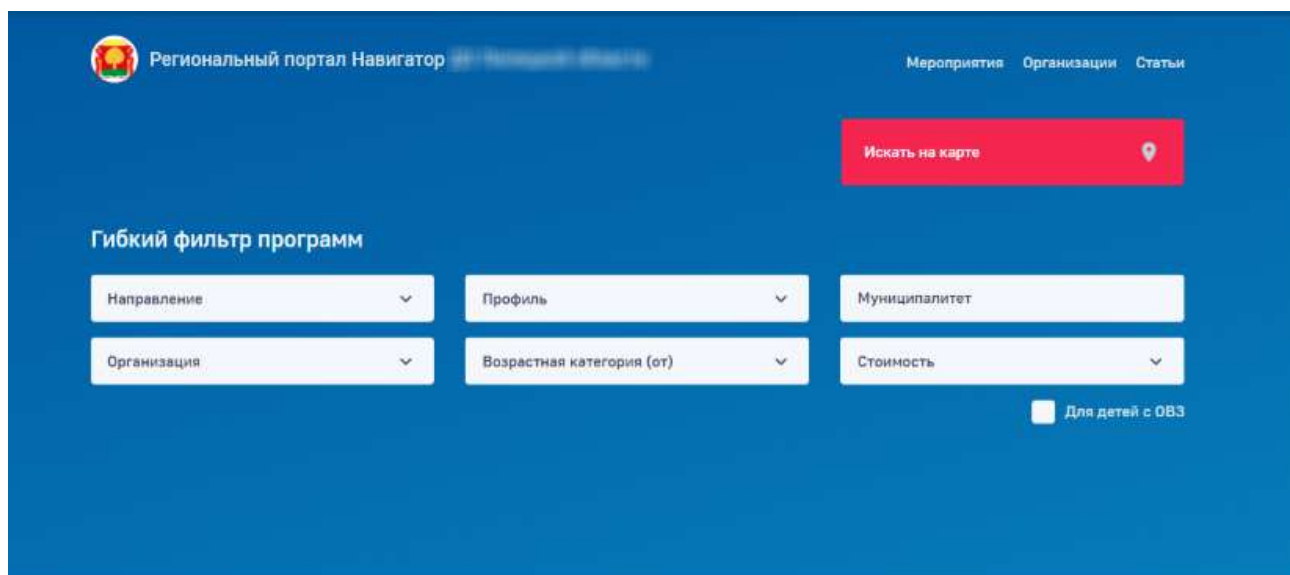 Региональный портал Навигатор
Мероприятия Организации Статьи
Искать на карте
Гибкий фильтр программ
Направление Профиль Муниципалитет
Организация Возрастная категория (от) Стоимость
Для детей с ОВЗ